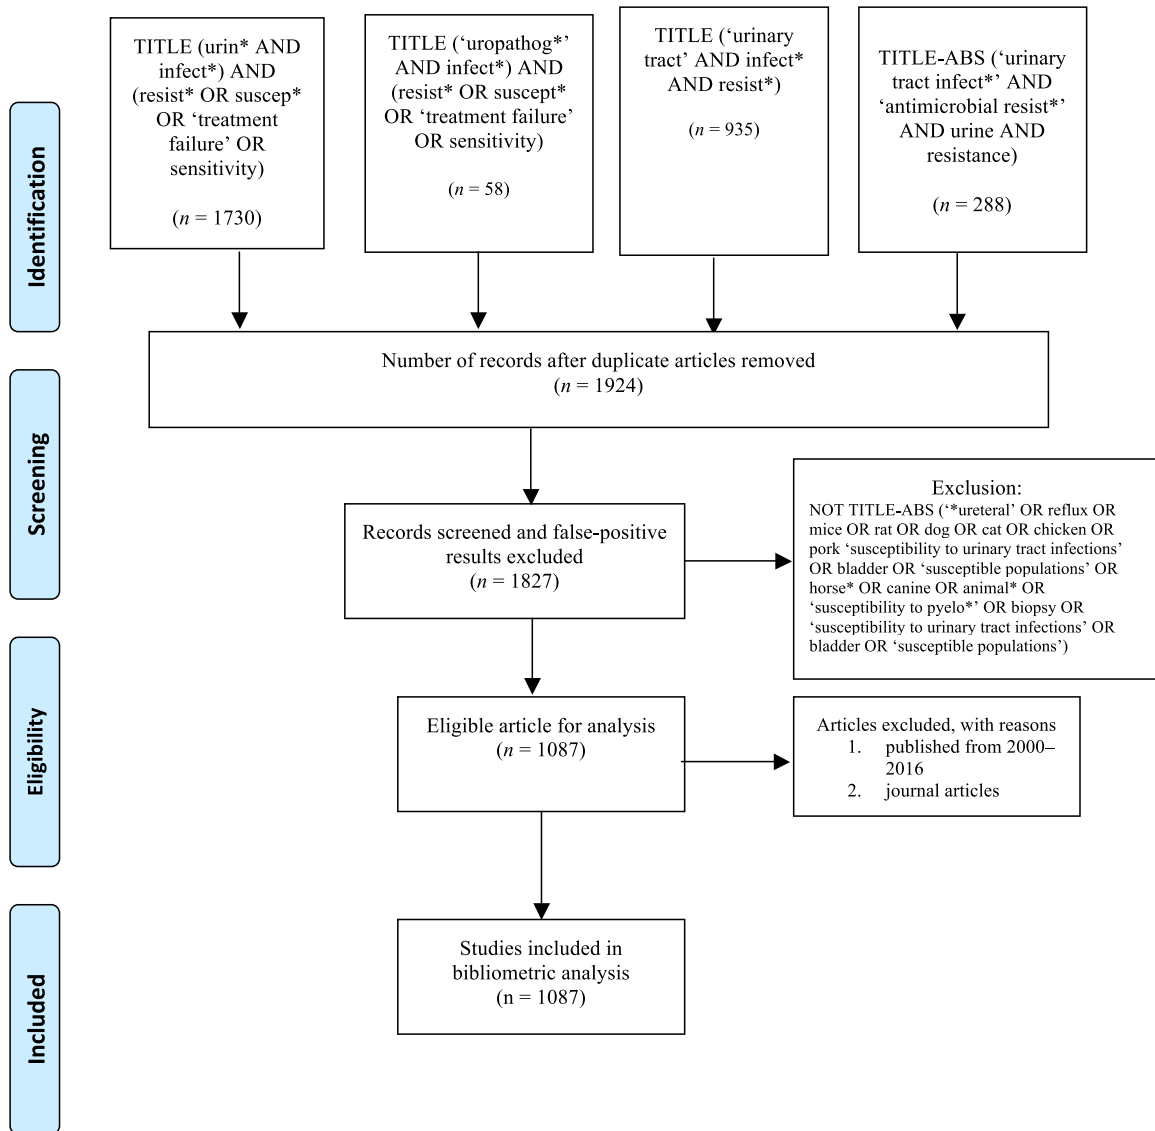 Identification
TITLE (urin* AND
infect*) AND
(resist* OR suscep*
OR ‘treatment
failure’ OR
sensitivity)
(n = 1730)
TITLE (‘uropathog*’
AND infect*) AND
(resist* OR suscept*
OR ‘treatment failure’
OR sensitivity)
(n = 58)
TITLE (‘urinary
tract’ AND infect*
AND resist*)
(n = 935)
TITLE-ABS (‘urinary
tract infect*’ AND
‘antimicrobial resist*’
AND urine AND
resistance)
(n = 288)
Number of records after duplicate articles removed
(n = 1924)
Screening
Records screened and false-positive
results excluded
(n = 1827)
Exclusion:
NOT TITLE-ABS (‘*ureteral’ OR reflux OR
mice OR rat OR dog OR cat OR chicken OR
pork ‘susceptibility to urinary tract infections’
OR bladder OR ‘susceptible populations’ OR
horse* OR canine OR animal* OR
‘susceptibility to pyelo*’ OR biopsy OR
‘susceptibility to urinary tract infections’ OR
bladder OR ‘susceptible populations’)
Eligibility
Eligible article for analysis
(n = 1087)
Articles excluded, with reasons
1. published from 2000–
2016
2. journal articles
Included
Studies included in
bibliometric analysis
(n = 1087)